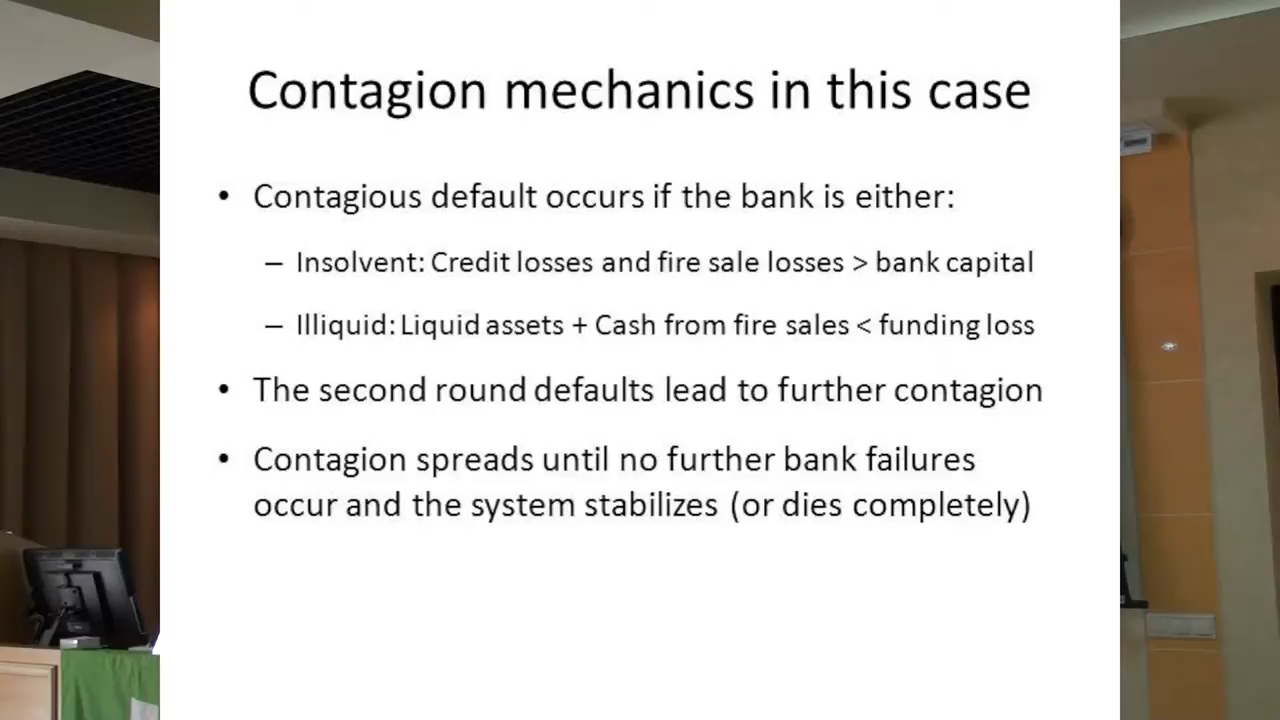 Contagion mechanics in this case
• Contagious default occurs if the bank is either:
– Insolvent: Credit losses and fire sale losses > bank capital
– Illiquid: Liquid assets + Cash from fire sales < funding loss
• The second round defaults lead to further contagion
• Contagion spreads until no further bank failures
occur and the system stabilizes (or dies completely)